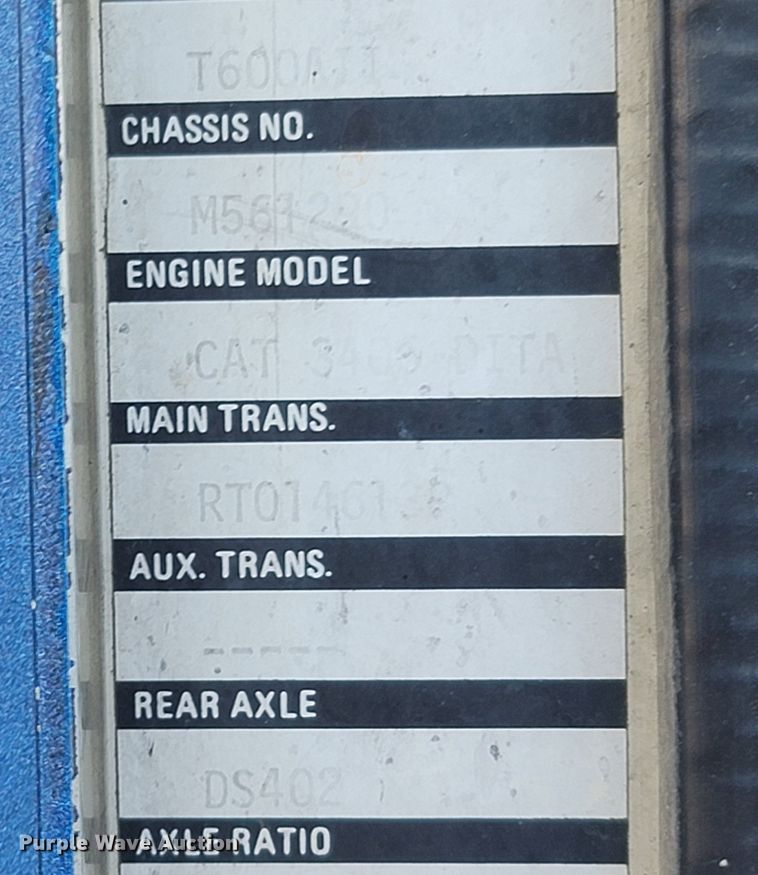 CHASSIS NO.
ENGINE MODEL
CAT
MAIN TRANS.
AUX. TRANS.
-----
REAR AXLE
DS402
AXLE RATIO
Purple Wave Auction